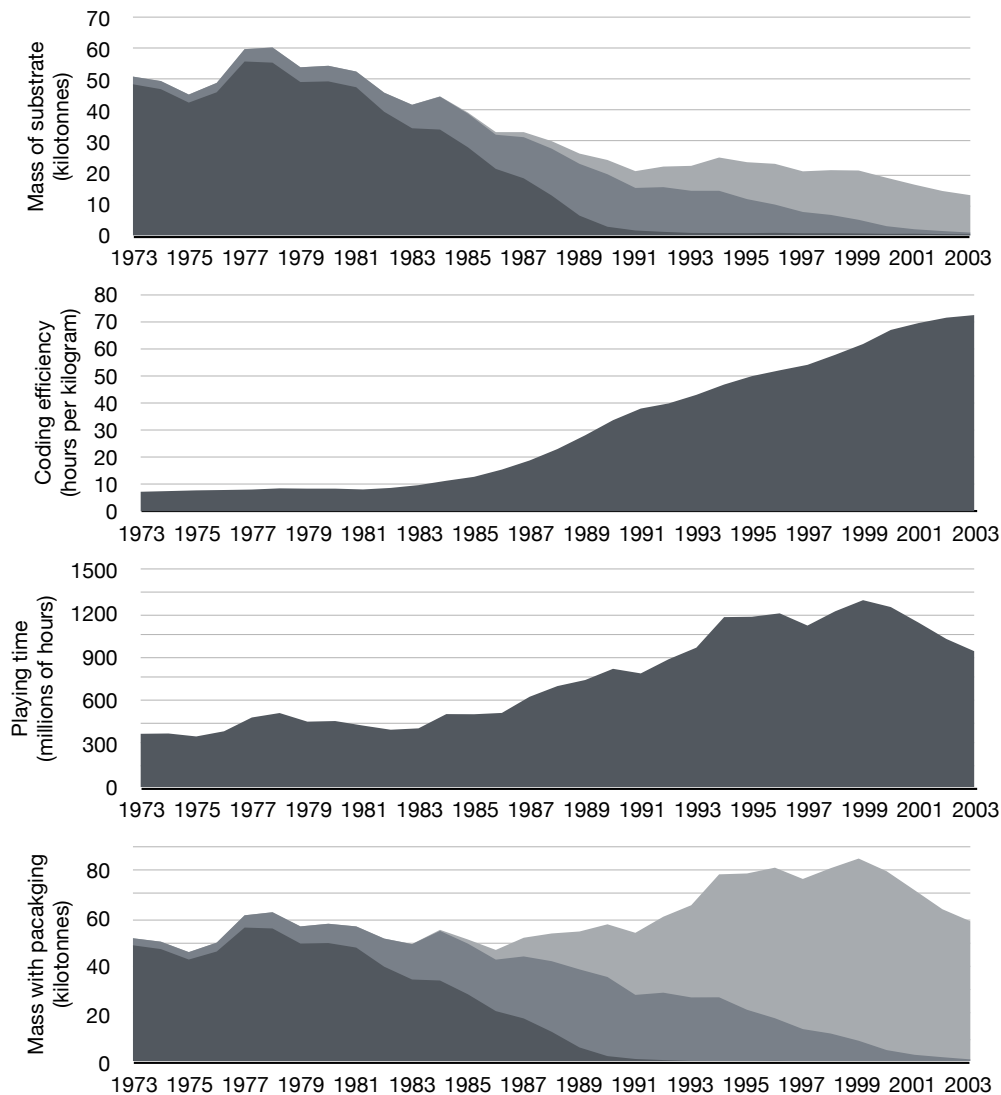 Mass of substrate
(kilotonnes)
70
60
50
40
30
20
10
0
1973 1975 1977 1979 1981 1983 1985 1987 1989 1991 1993 1995 1997 1999 2001 2003
Coding efficiency
(hours per kilogram)
80
70
60
50
40
30
20
10
0
1973 1975 1977 1979 1981 1983 1985 1987 1989 1991 1993 1995 1997 1999 2001 2003
Playing time
(millions of hours)
1500
1200
900
600
300
0
1973 1975 1977 1979 1981 1983 1985 1987 1989 1991 1993 1995 1997 1999 2001 2003
Mass with pacakging
(kilotonnes)
80
60
40
20
0
1973 1975 1977 1979 1981 1983 1985 1987 1989 1991 1993 1995 1997 1999 2001 2003